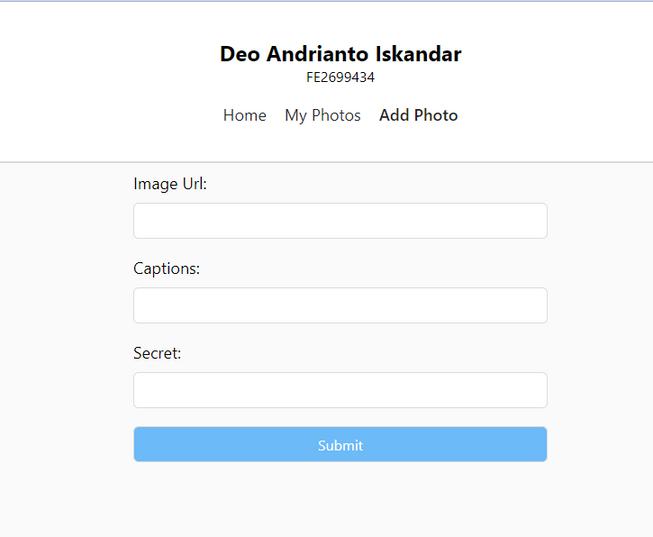 Deo Andrianto Iskandar
FE2699434
Home My Photos Add Photo
Image Url:
Captions:
Secret:
Submit